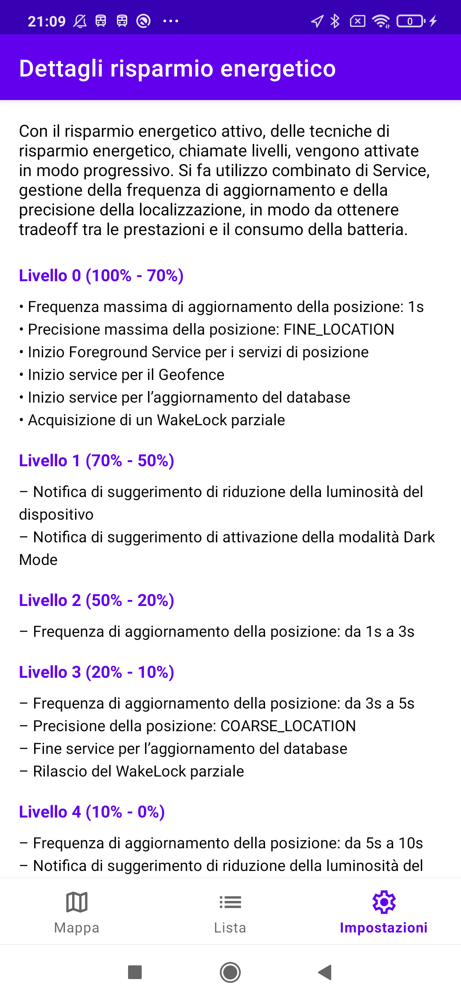 21:09
0
Dettagli risparmio energetico
Con il risparmio energetico attivo, delle tecniche di
risparmio energetico, chiamate livelli, vengono attivate
in modo progressivo. Si fa utilizzo combinato di Service,
gestione della frequenza di aggiornamento e della
precisione della localizzazione, in modo da ottenere
tradeoff tra le prestazioni e il consumo della batteria.
Livello 0 (100% - 70%)
• Frequenza massima di aggiornamento della posizione: 1s
• Precisione massima della posizione: FINE_LOCATION
• Inizio Foreground Service per i servizi di posizione
• Inizio service per il Geofence
• Inizio service per l’aggiornamento del database
• Acquisizione di un WakeLock parziale
Livello 1 (70% - 50%)
– Notifica di suggerimento di riduzione della luminosità del
dispositivo
– Notifica di suggerimento di attivazione della modalità Dark
Mode
Livello 2 (50% - 20%)
– Frequenza di aggiornamento della posizione: da 1s a 3s
Livello 3 (20% - 10%)
– Frequenza di aggiornamento della posizione: da 3s a 5s
– Precisione della posizione: COARSE_LOCATION
– Fine service per l’aggiornamento del database
– Rilascio del WakeLock parziale
Livello 4 (10% - 0%)
– Frequenza di aggiornamento della posizione: da 5s a 10s
– Notifica di suggerimento di riduzione della luminosità del
Mappa
Lista
Impostazioni